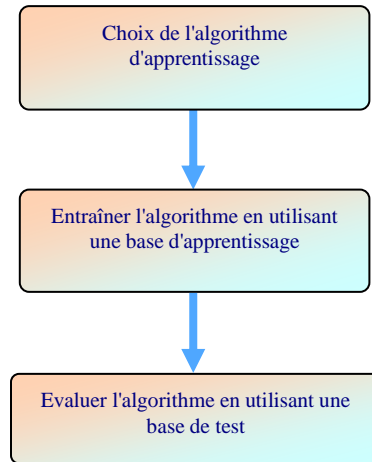 Choix de l'algorithme
d'apprentissage
Entraîner l'algorithme en utilisant
une base d'apprentissage
Evaluer l'algorithme en utilisant une
base de test